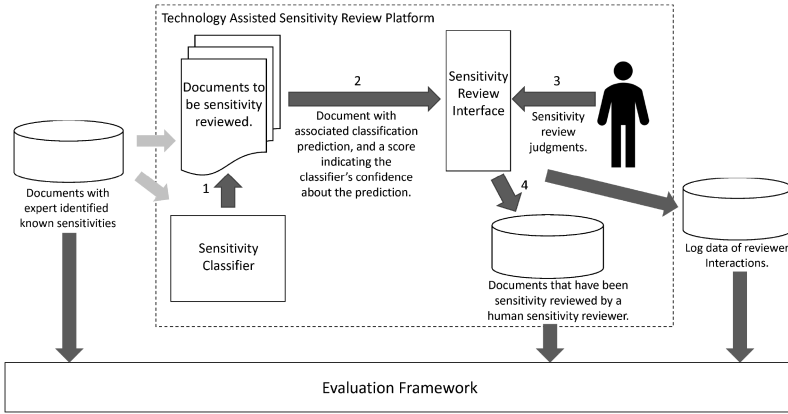 Technology Assisted Sensitivity Review Platform
Documents to
be sensitivity
reviewed.
2
Document with
associated classification
prediction, and a score
indicating the
classifier's confidence
about the prediction.
Sensitivity
Review
Interface
3
Sensitivity
review
judgments.
Documents with
expert identified
known sensitivities
1
Sensitivity
Classifier
4
Documents that have been
sensitivity reviewed by a
human sensitivity reviewer.
Log data of reviewer
Interactions.
Evaluation Framework